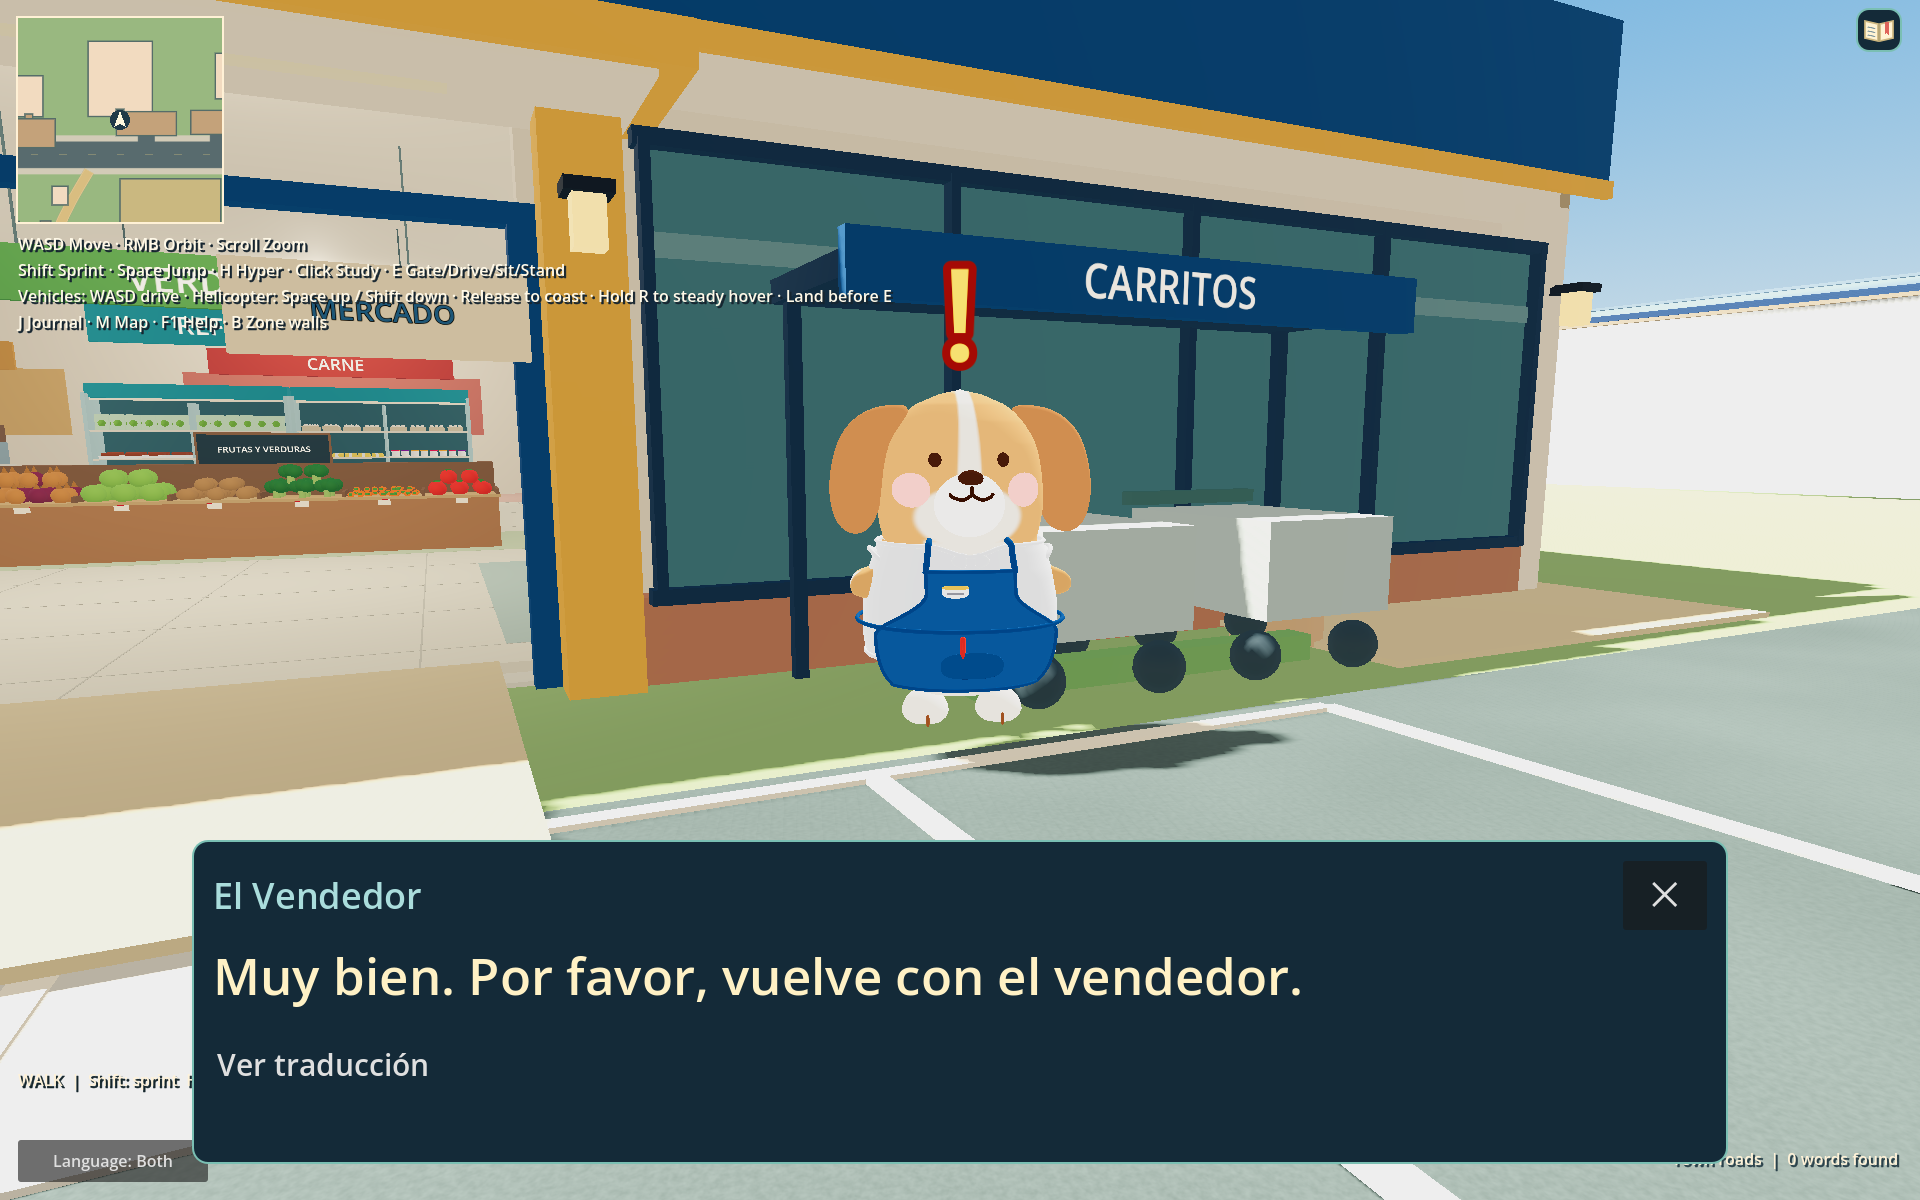 WASD Move · RMB Orbit · Scroll Zoom
Shift Sprint · Space Jump · H Hyper · Click Study · E Gate/Drive/Sit/Stand
Vehicles: WASD drive · Helicopter: Space up / Shift down · Release to coast · Hold R to steady hover · Land before E
J Journal · M Map · F1 Help · B Zone walls
MERCADO
CARNE
FRUTAS Y VERDURAS
CARRITOS
El Vendedor
Muy bien. Por favor, vuelve con el vendedor.
Ver traducción
WALK | Shift: sprint
Language: Both
roads | 0 words found